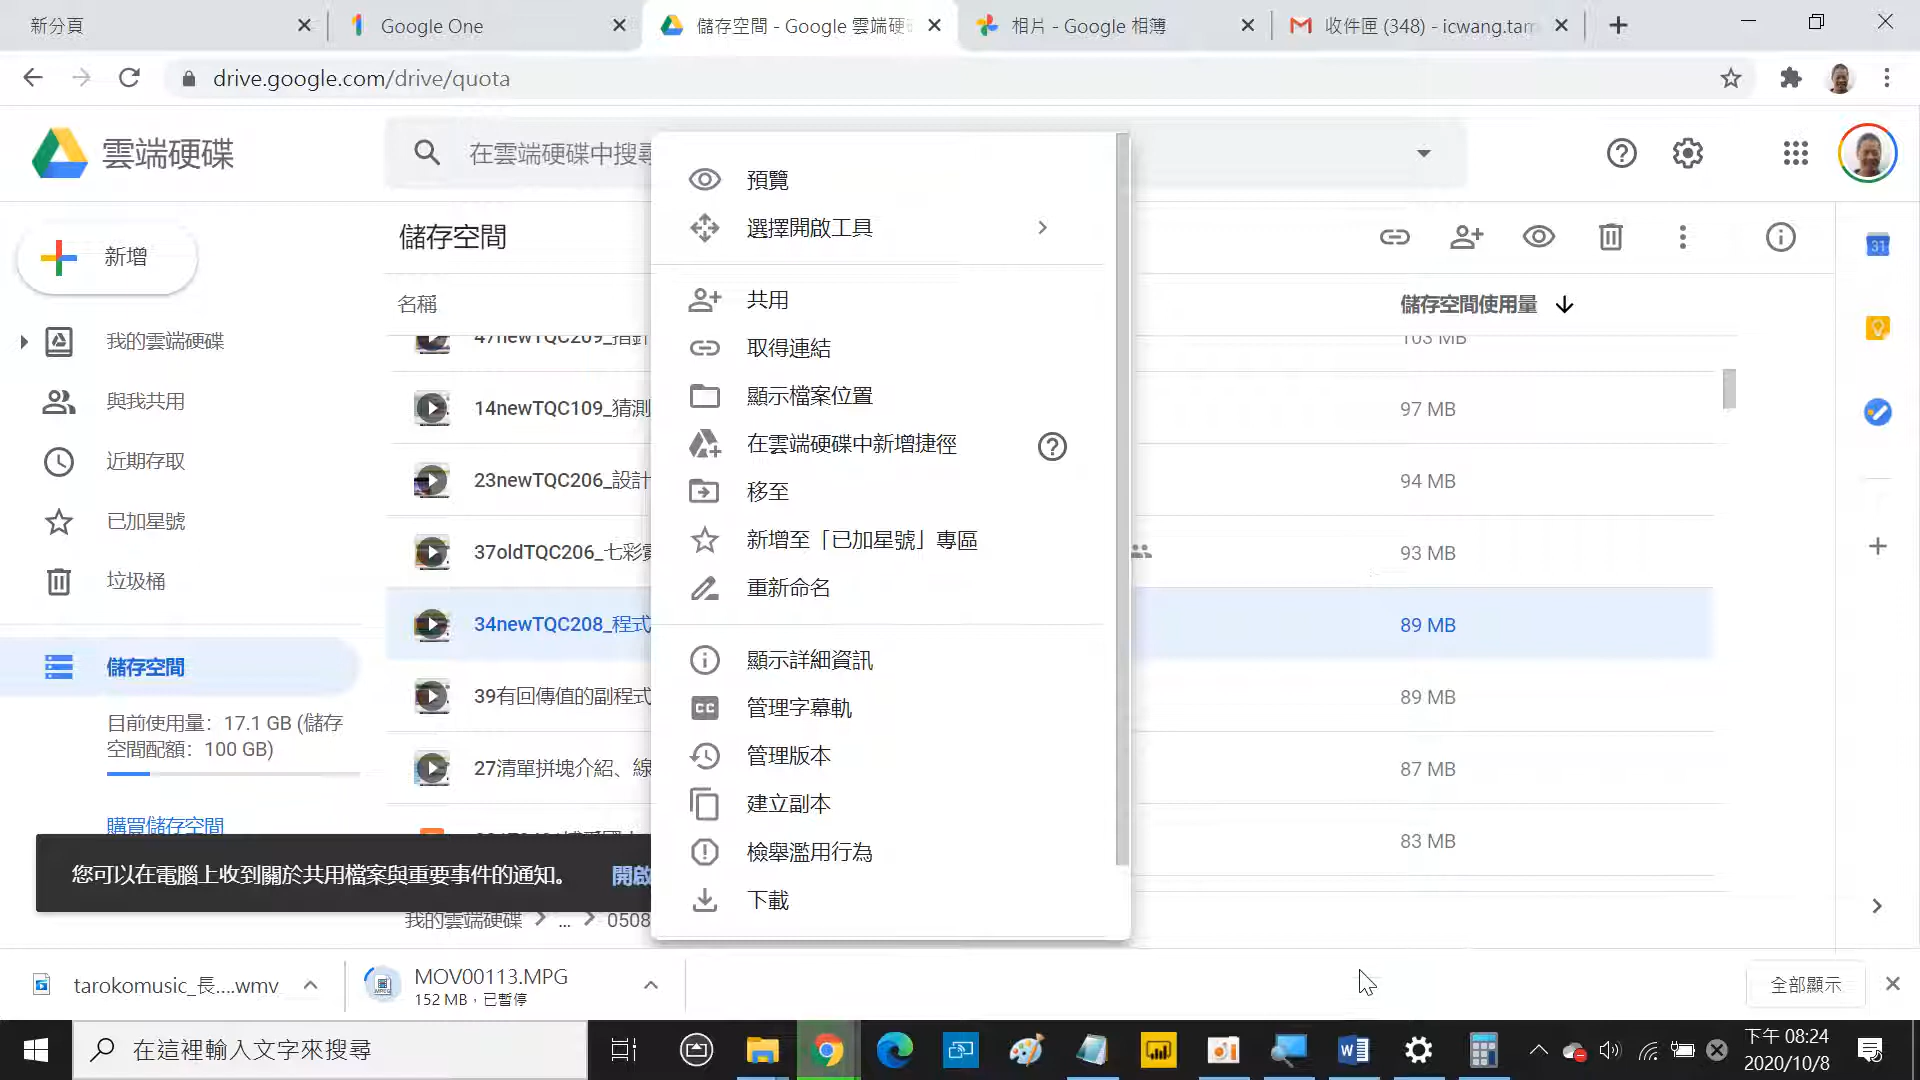 新分頁
Google One
儲存空間 - Google 雲端硬
相片 - Google 相簿
收件匣 (348) - icwang.tar
drive.google.com/drive/quota
雲端硬碟
在雲端硬碟中搜尋
儲存空間
新增
我的雲端硬碟
與我共用
近期存取
已加星號
垃圾桶
儲存空間
目前使用量：17.1 GB (儲存
空間配額：100 GB)
購買儲存空間
名稱
儲存空間使用量
47newTQC209_指針
103 MB
14newTQC109_猜測
97 MB
23newTQC206_設計
94 MB
37oldTQC206_七彩
93 MB
34newTQC208_程式
89 MB
39有回傳值的副程式
89 MB
27清單拼塊介紹、線
87 MB
83 MB
預覽
選擇開啟工具
共用
取得連結
顯示檔案位置
在雲端硬碟中新增捷徑
移至
新增至「已加星號」專區
重新命名
顯示詳細資訊
管理字幕軌
管理版本
建立副本
檢舉濫用行為
下載
您可以在電腦上收到關於共用檔案與重要事件的通知。 開啟
我的雲端硬碟 > ... > 0508
tarokomusic_長....wmv
MOV00113.MPG
152 MB，已暫停
全部顯示
在這裡輸入文字來搜尋
下午 08:24
2020/10/8